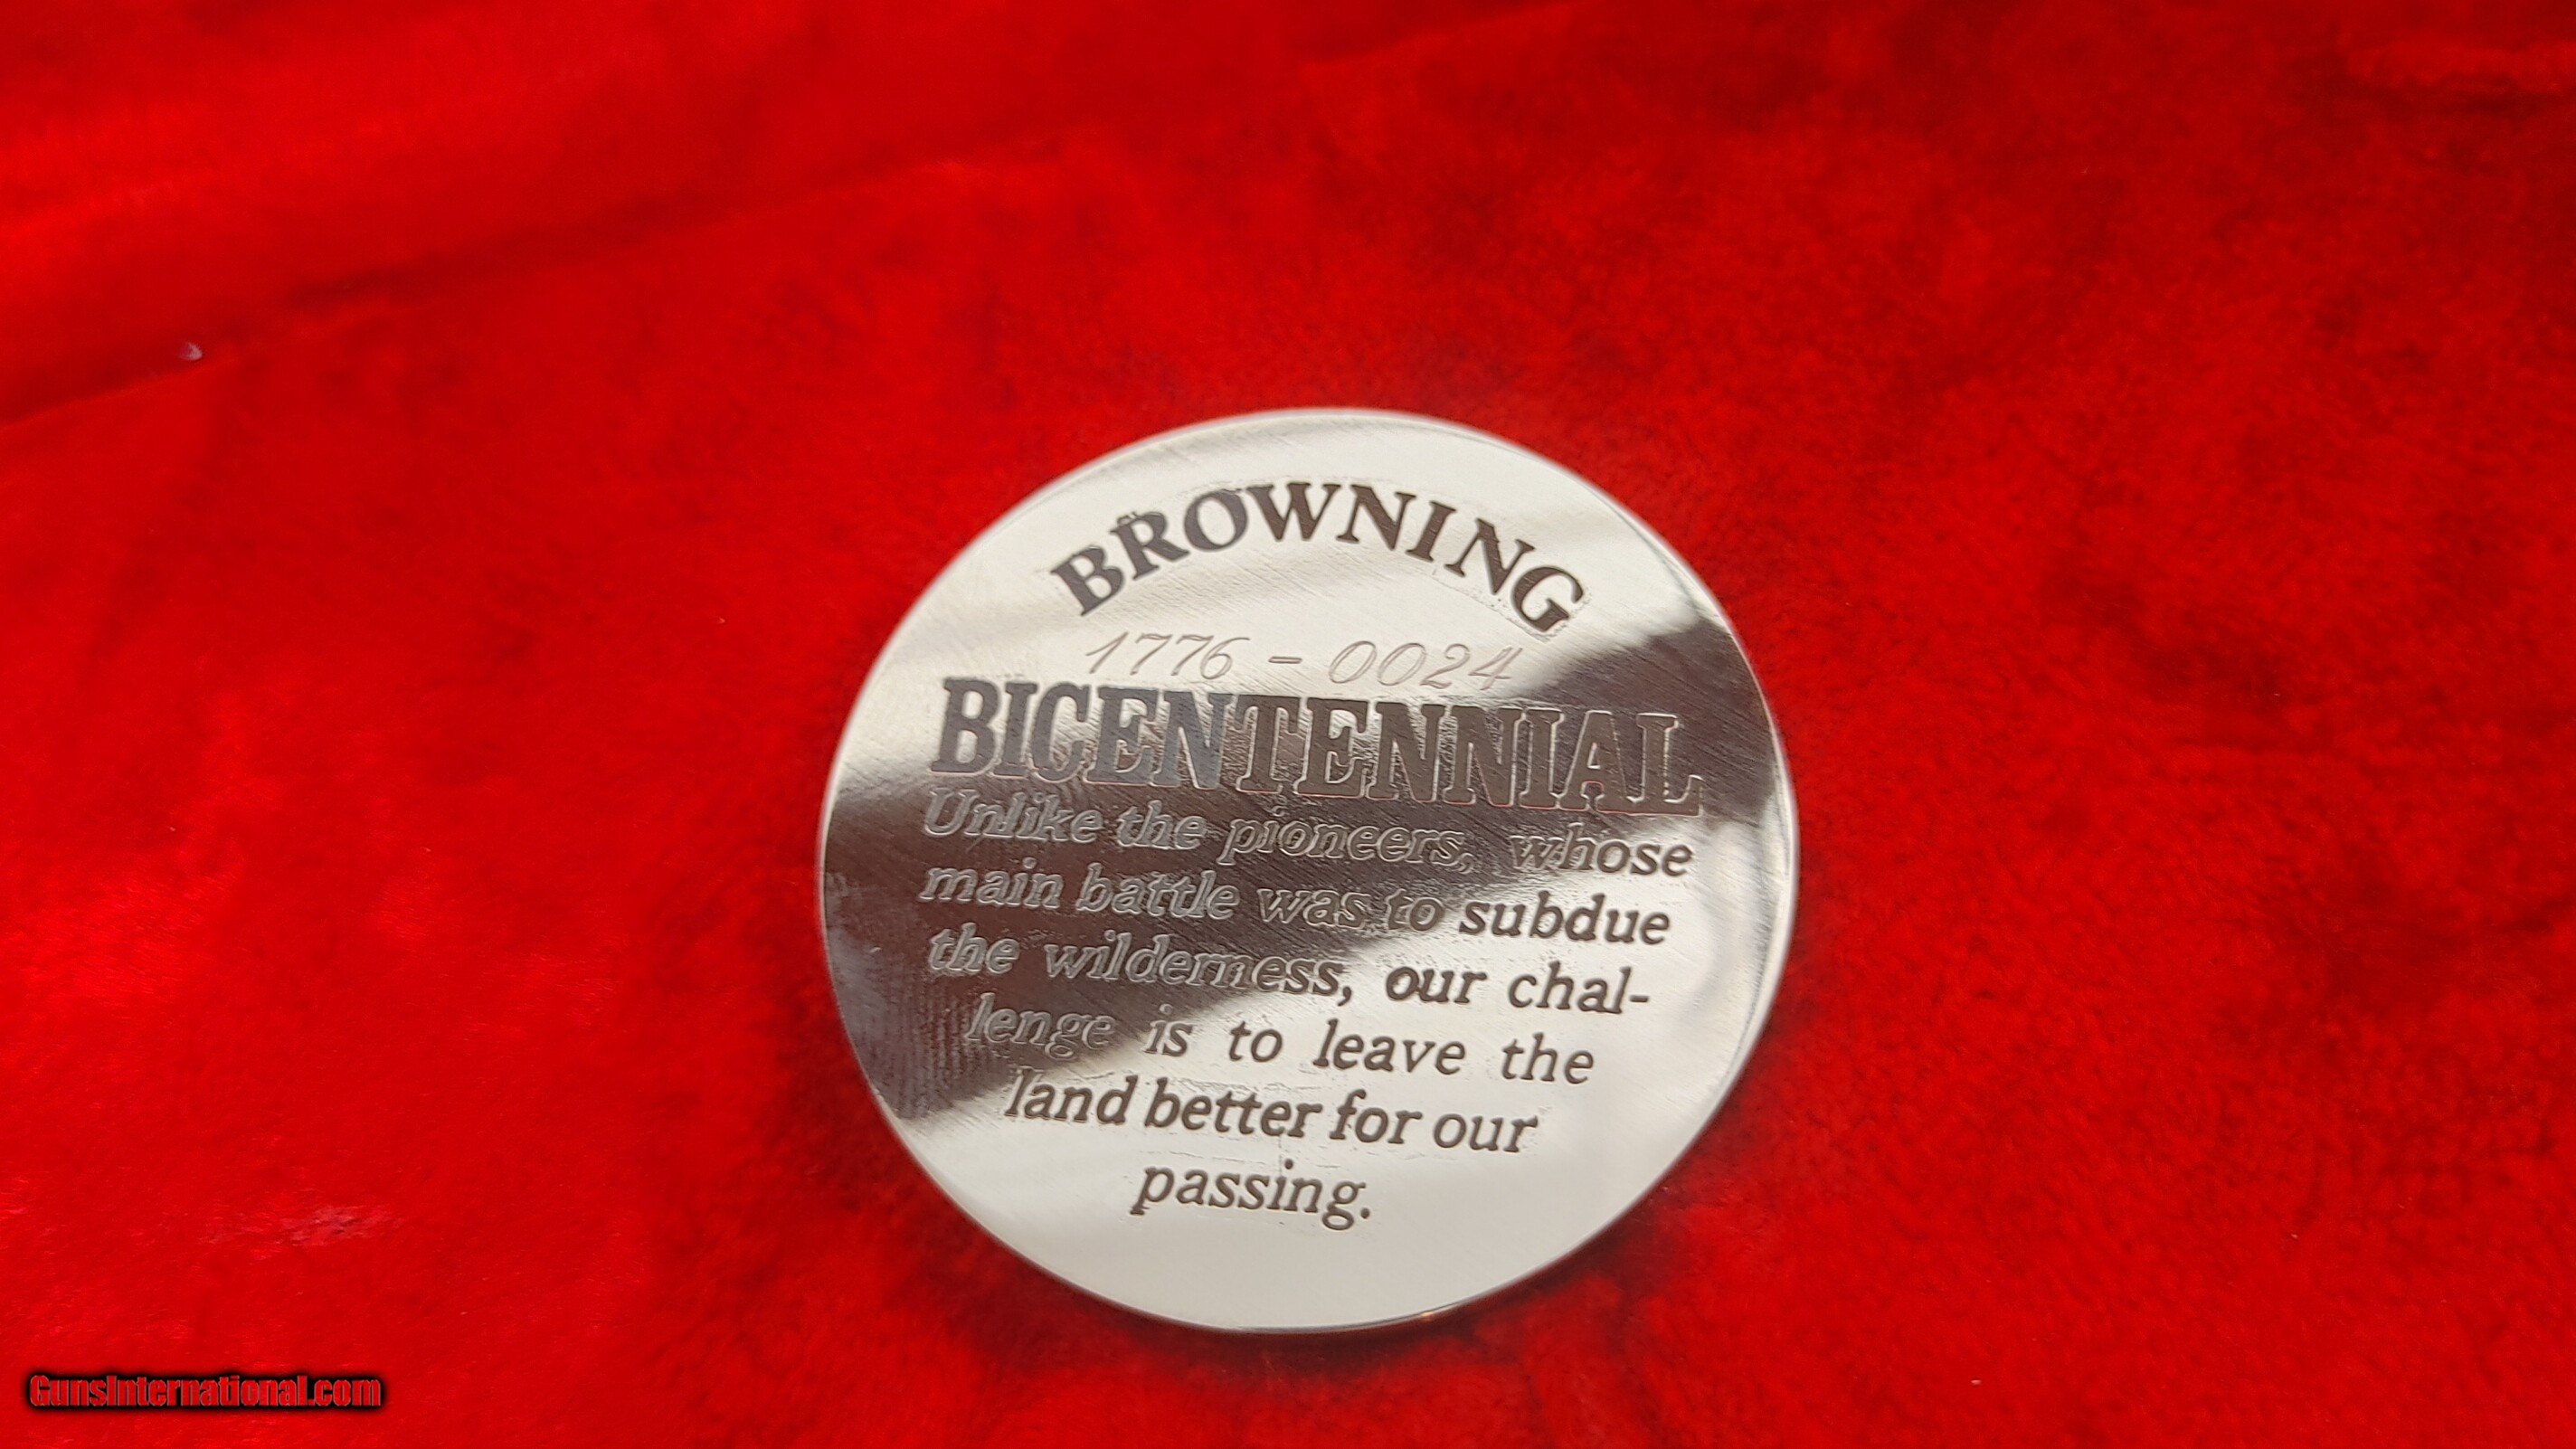 BROWNING
1776 - 0024
BICENTENNIAL
Unlike the pioneers, whose
main battle was to subdue
the wilderness, our chal-
lenge is to leave the
land better for our
passing.
GunsInternational.com